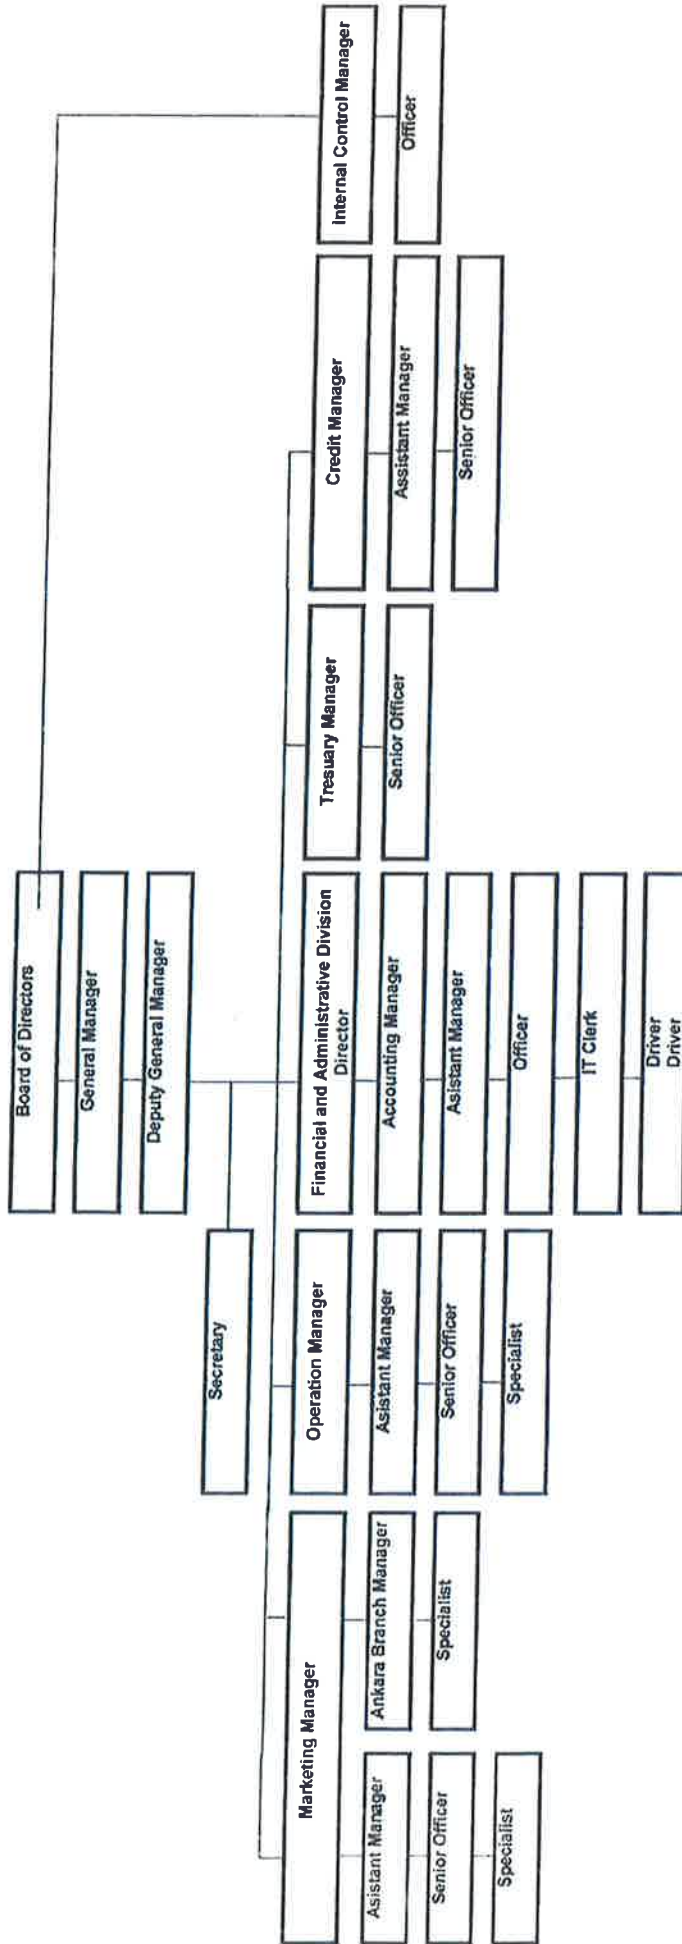 Board of Directors
General Manager
Deputy General Manager
Secretary
Marketing Manager
Asistant Manager
Senior Officer
Specialist
Ankara Branch Manager
Specialist
Operation Manager
Asistant Manager
Senior Officer
Specialist
Financial and Administrative Division
Director
Accounting Manager
Asistant Manager
Officer
IT Clerk
Driver
Driver
Tresuary Manager
Senior Officer
Credit Manager
Assistant Manager
Senior Officer
Internal Control Manager
Officer